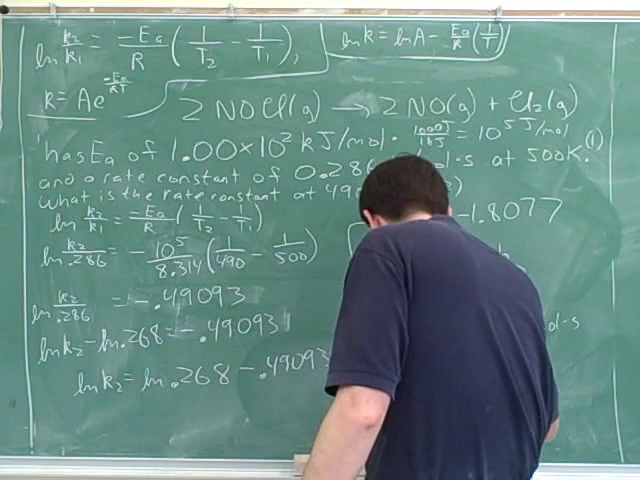 ln k₂/k₁ = -Ea/R (1/T₂ - 1/T₁), ln k = ln A - Ea/R (1/T)
k = Ae^(-Ea/RT)
2 NOCl(g) → 2 NO(g) + Cl₂(g)
has Ea of 1.00×10² kJ/mol · 1000J/1kJ = 10⁵ J/mol
and a rate constant of 0.286 ol·s at 500K. (1)
What is the rate constant at 49 )
ln k₂/k₁ = -Ea/R (1/T₂ - 1/T₁)
-1.8077
ln k₂/.286 = - 10⁵/8.314 (1/490 - 1/500)
ln k₂/.286 = -.49093
ol·s
ln k₂ - ln .268 = -.49093
ln k₂ = ln .268 - .49093